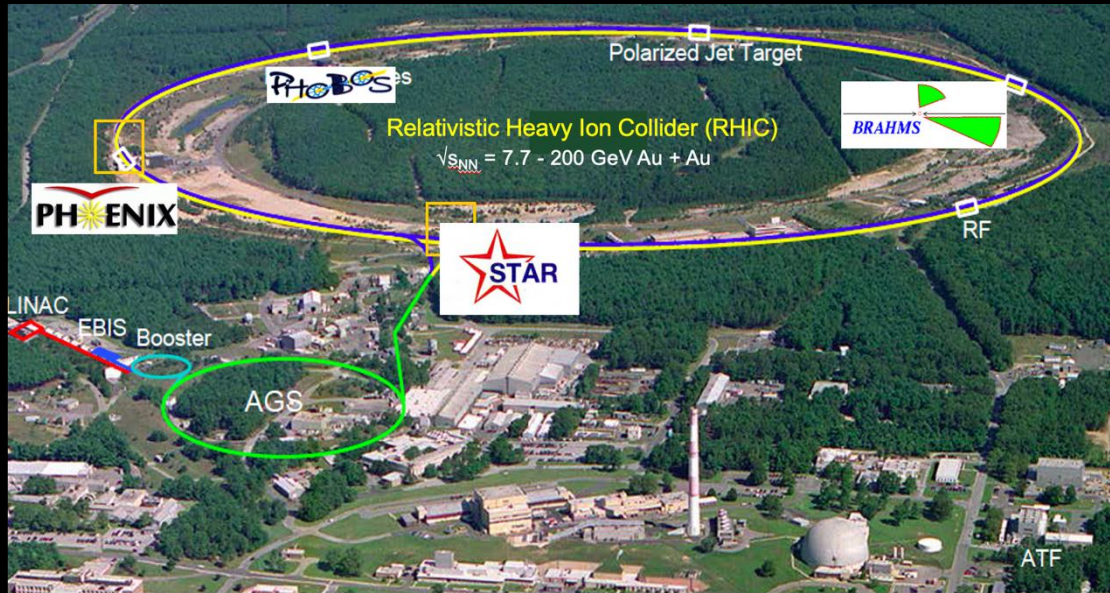 Polarized Jet Target
PHOBOS
es
Relativistic Heavy Ion Collider (RHIC)
√sNN = 7.7 - 200 GeV Au + Au
BRAHMS
PHENIX
STAR
RF
LINAC
EBIS
Booster
AGS
ATF